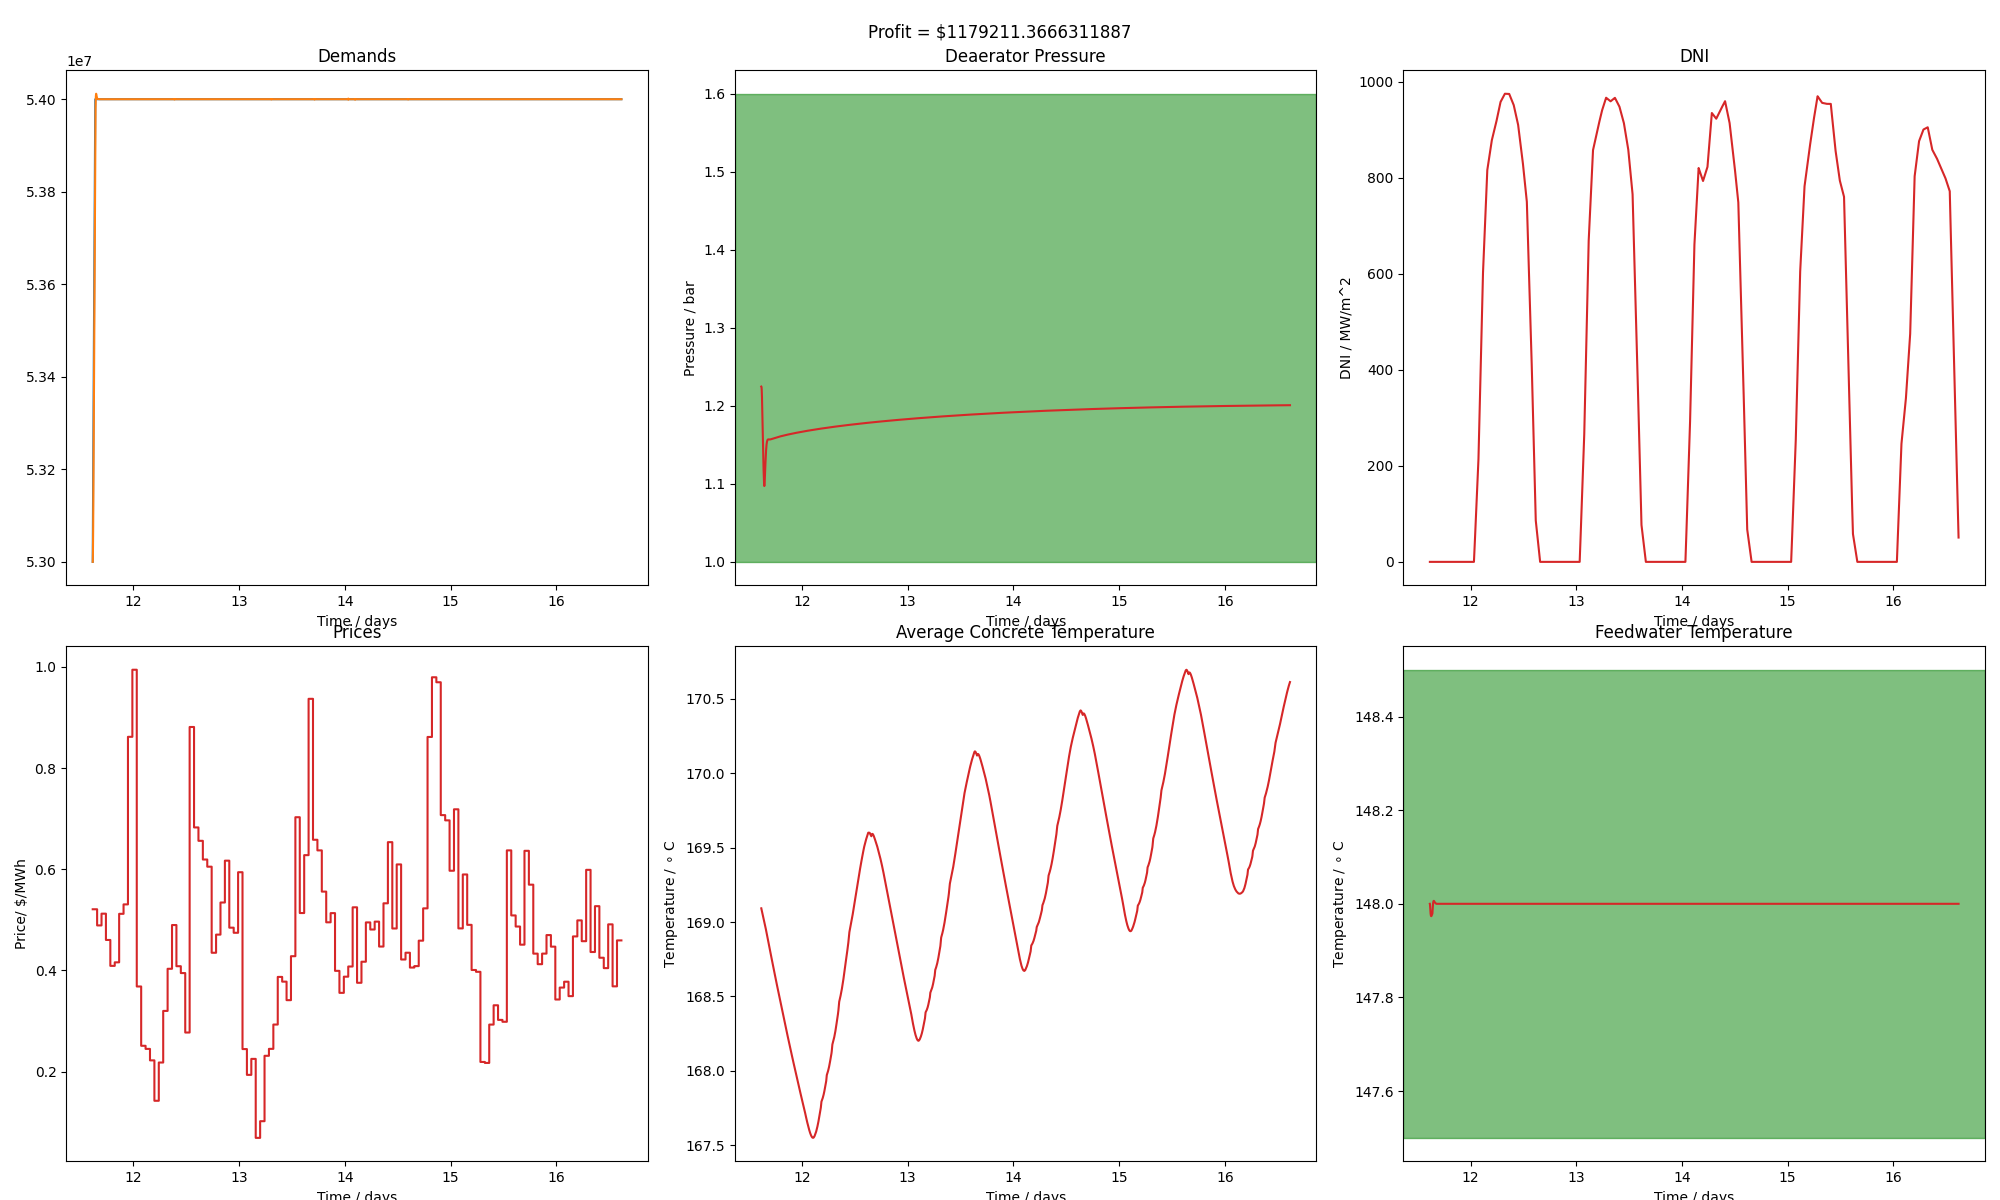 Profit = $1179211.3666311887
Demands
1e7
5.40
5.38
5.36
5.34
5.32
5.30
12 13 14 15 16
Time / days
Deaerator Pressure
Pressure / bar
1.6
1.5
1.4
1.3
1.2
1.1
1.0
12 13 14 15 16
Time / days
DNI
DNI / MW/m^2
1000
800
600
400
200
0
12 13 14 15 16
Time / days
Prices
Price/ $/MWh
1.0
0.8
0.6
0.4
0.2
12 13 14 15 16
Time / days
Average Concrete Temperature
Temperature / ∘ C
170.5
170.0
169.5
169.0
168.5
168.0
167.5
12 13 14 15 16
Time / days
Feedwater Temperature
Temperature / ∘ C
148.4
148.2
148.0
147.8
147.6
12 13 14 15 16
Time / days